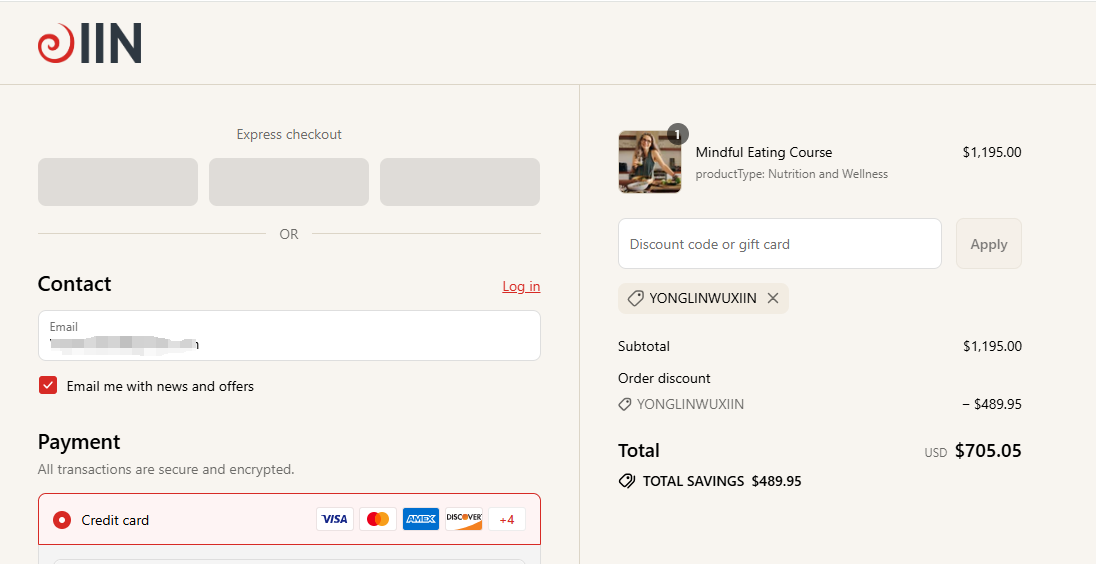 IIN
Express checkout
OR
Contact
Log in
Email
Email me with news and offers
Payment
All transactions are secure and encrypted.
Credit card
VISA
AMEX
DISCOVER
+4
1
Mindful Eating Course
$1,195.00
productType: Nutrition and Wellness
Discount code or gift card
Apply
YONGLINWUXIIN
Subtotal
$1,195.00
Order discount
YONGLINWUXIIN
− $489.95
Total
USD $705.05
TOTAL SAVINGS $489.95